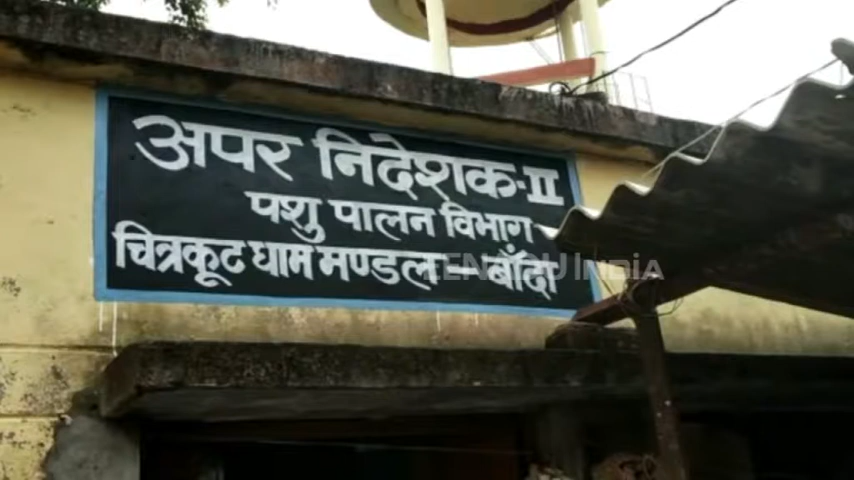 अपर निदेशक-II
पशु पालन विभाग
चित्रकूट धाम मण्डल – बाँदा